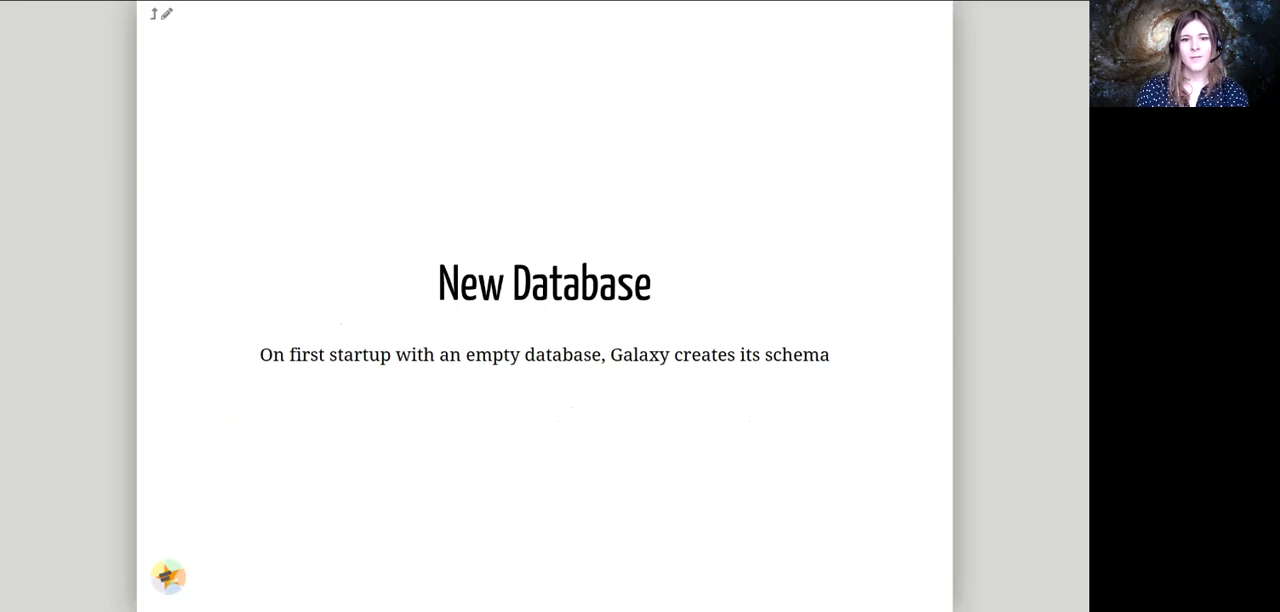 New Database
On first startup with an empty database, Galaxy creates its schema